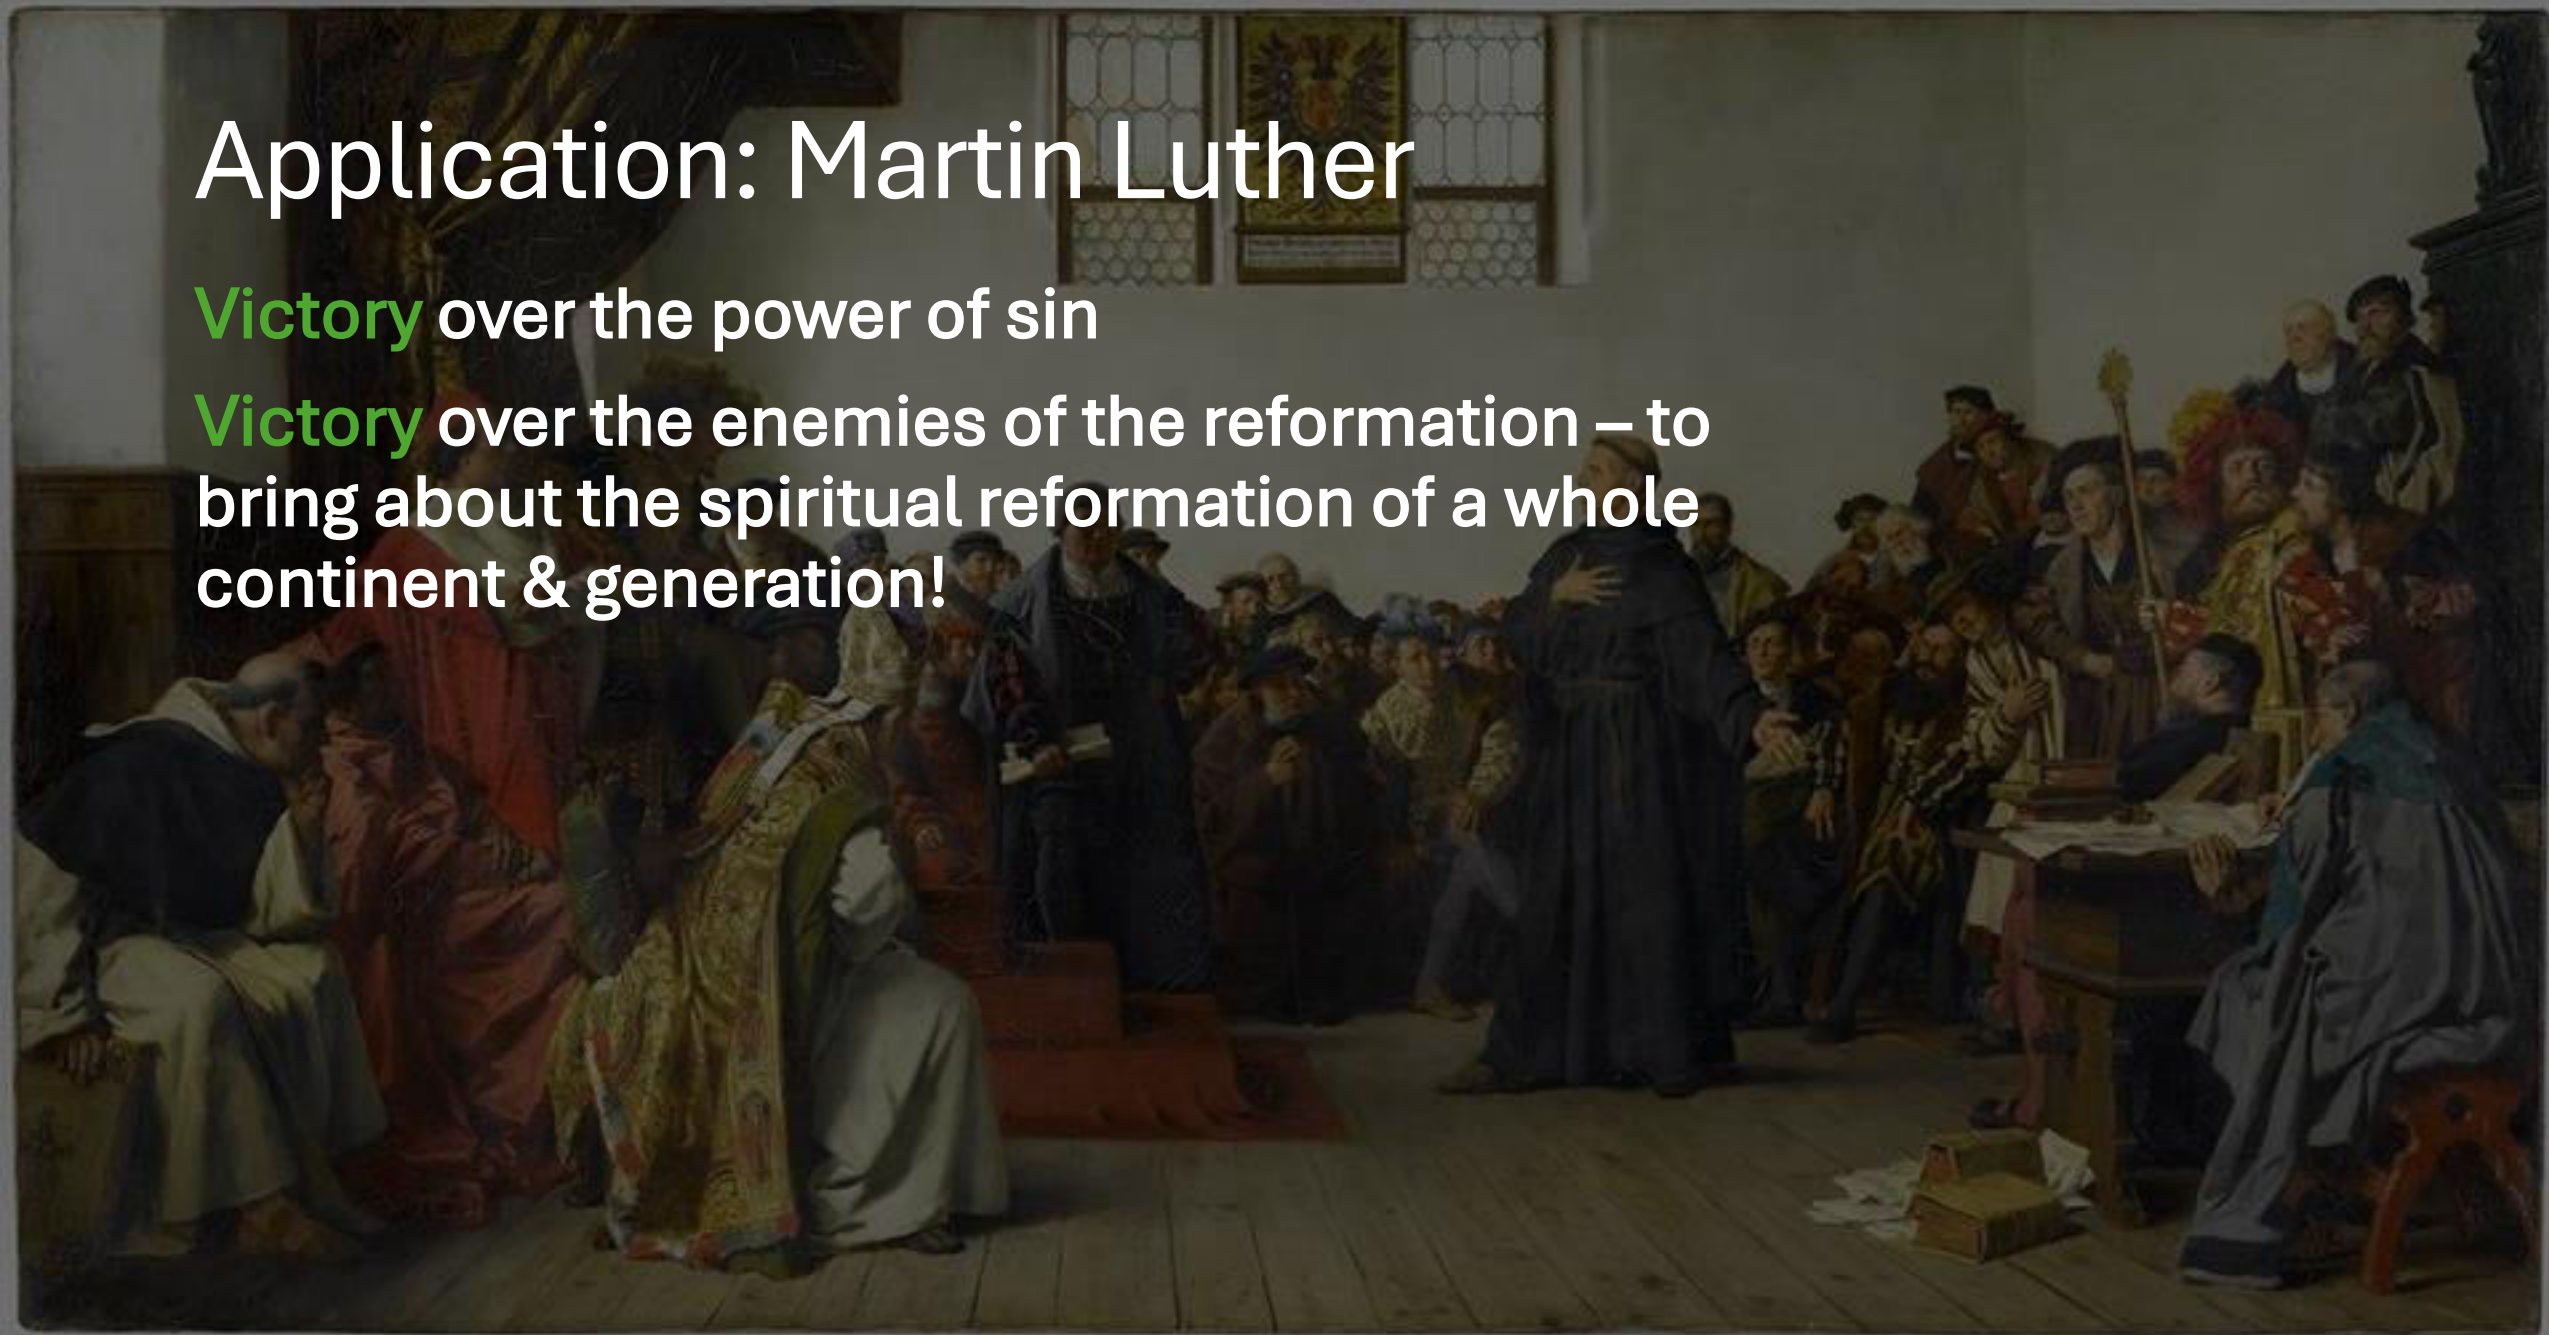 Application: Martin Luther
Victory over the power of sin
Victory over the enemies of the reformation – to
bring about the spiritual reformation of a whole
continent & generation!